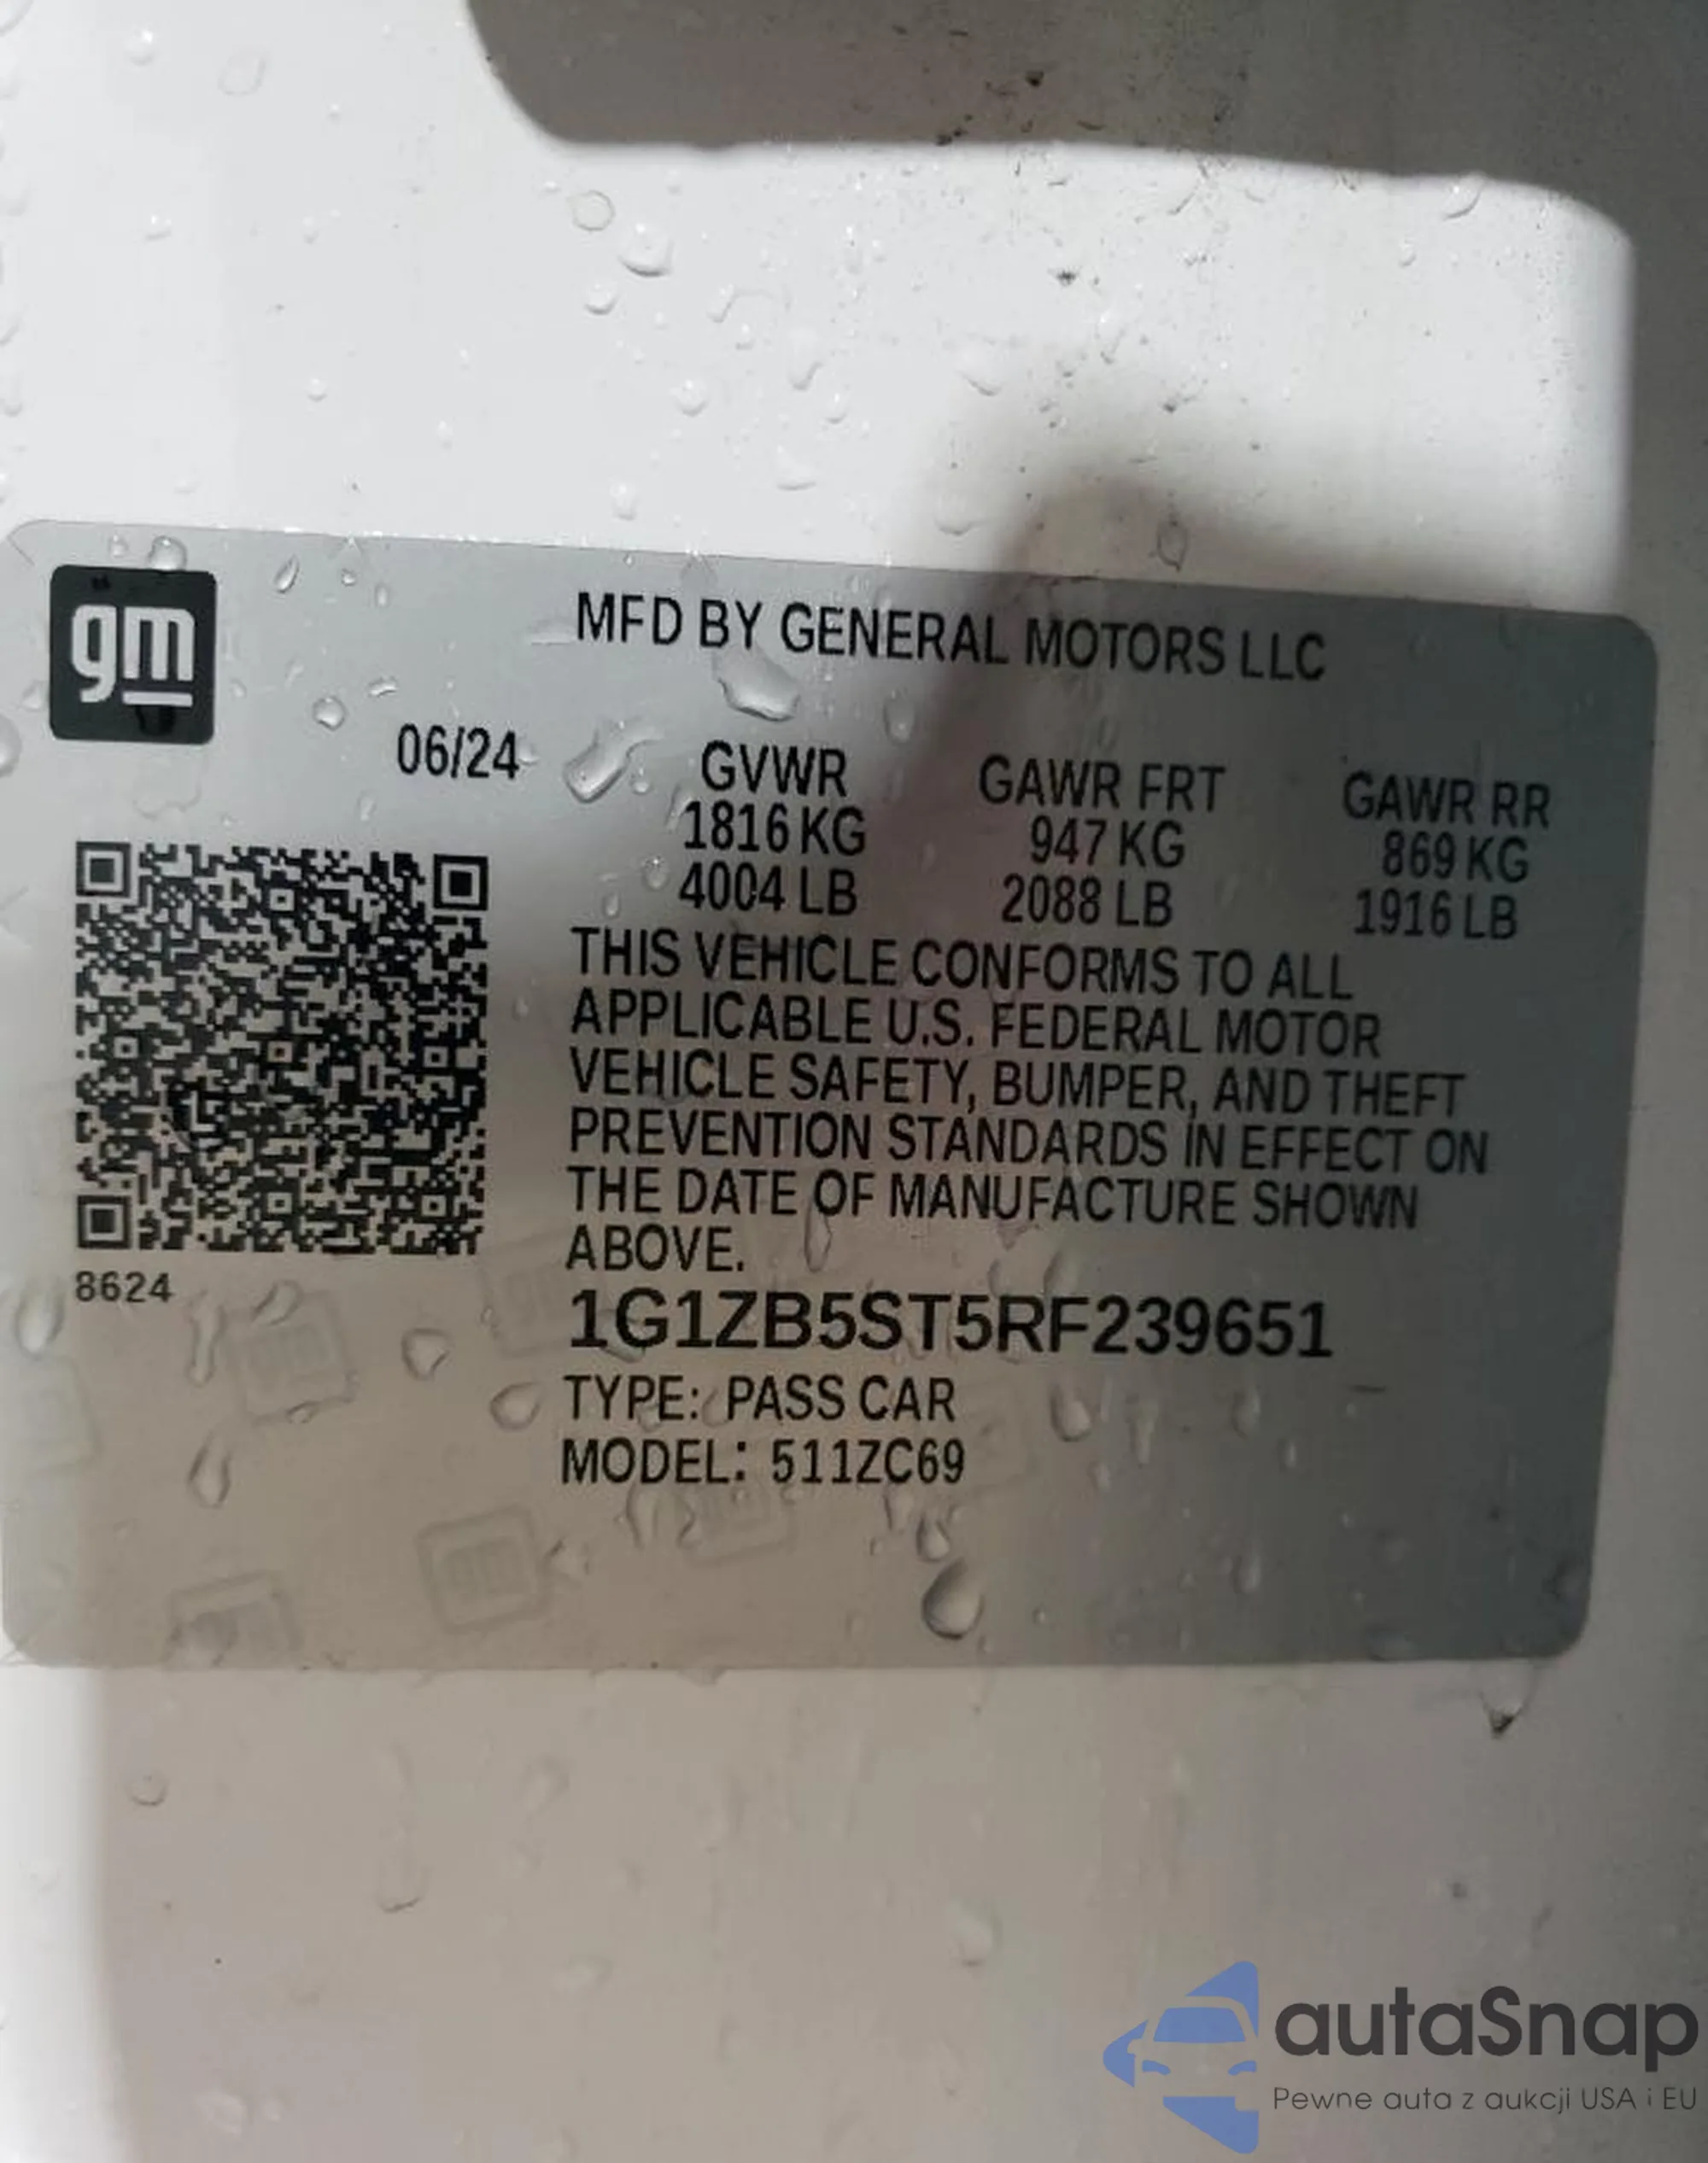 gm
MFD BY GENERAL MOTORS LLC
06/24
GVWR GAWR FRT GAWR RR
1816 KG 947 KG 869 KG
4004 LB 2088 LB 1916 LB
THIS VEHICLE CONFORMS TO ALL
APPLICABLE U.S. FEDERAL MOTOR
VEHICLE SAFETY, BUMPER, AND THEFT
PREVENTION STANDARDS IN EFFECT ON
THE DATE OF MANUFACTURE SHOWN
ABOVE.
8624
1G1ZB5ST5RF239651
TYPE: PASS CAR
MODEL: 511ZC69
autaSnap
Pewne auta z aukcji USA i EU